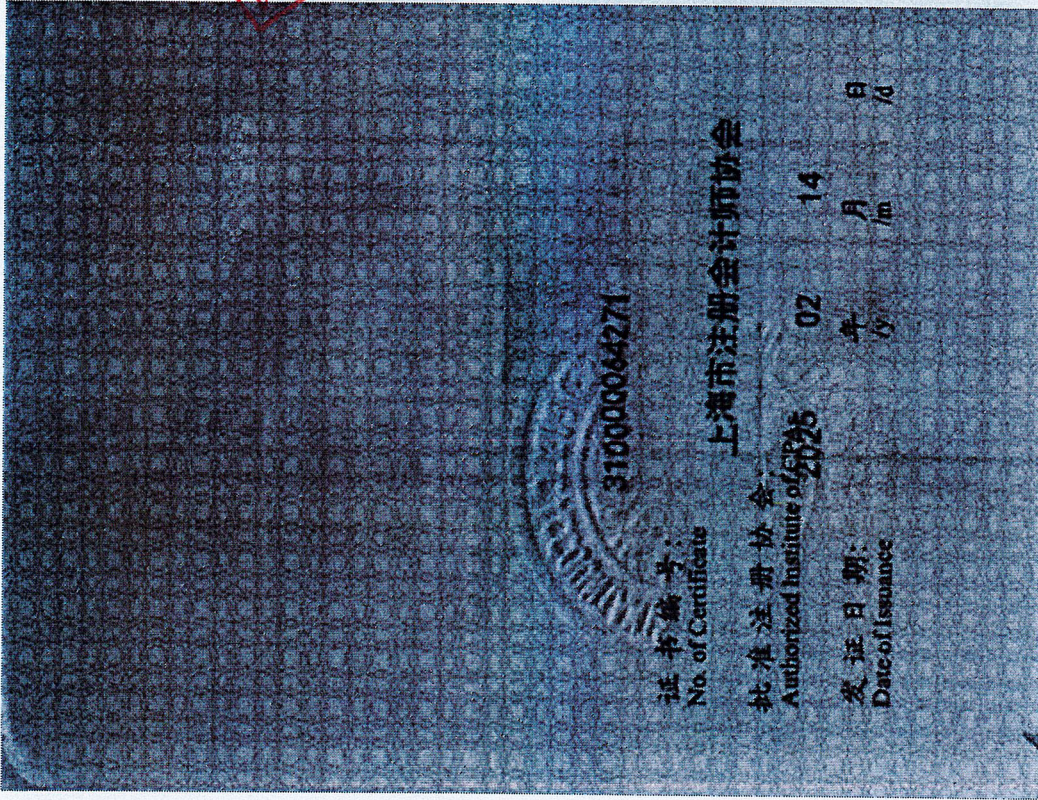 证书编号: 310000064271
No. of Certificate
批准注册协会: 上海市注册会计师协会
Authorized Institute of CPAs
发证日期: 2025 年 02 月 14 日
Date of Issuance /y /m /d